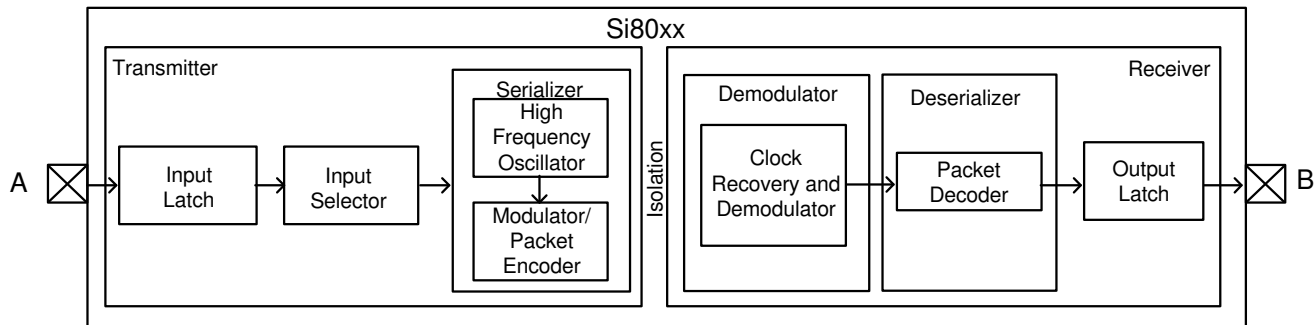 Si80xx
Transmitter
Receiver
Serializer
High
Frequency
Oscillator
Modulator/
Packet
Encoder
Input
Latch
Input
Selector
A
Isolation
Demodulator
Clock
Recovery and
Demodulator
Deserializer
Packet
Decoder
Output
Latch
B